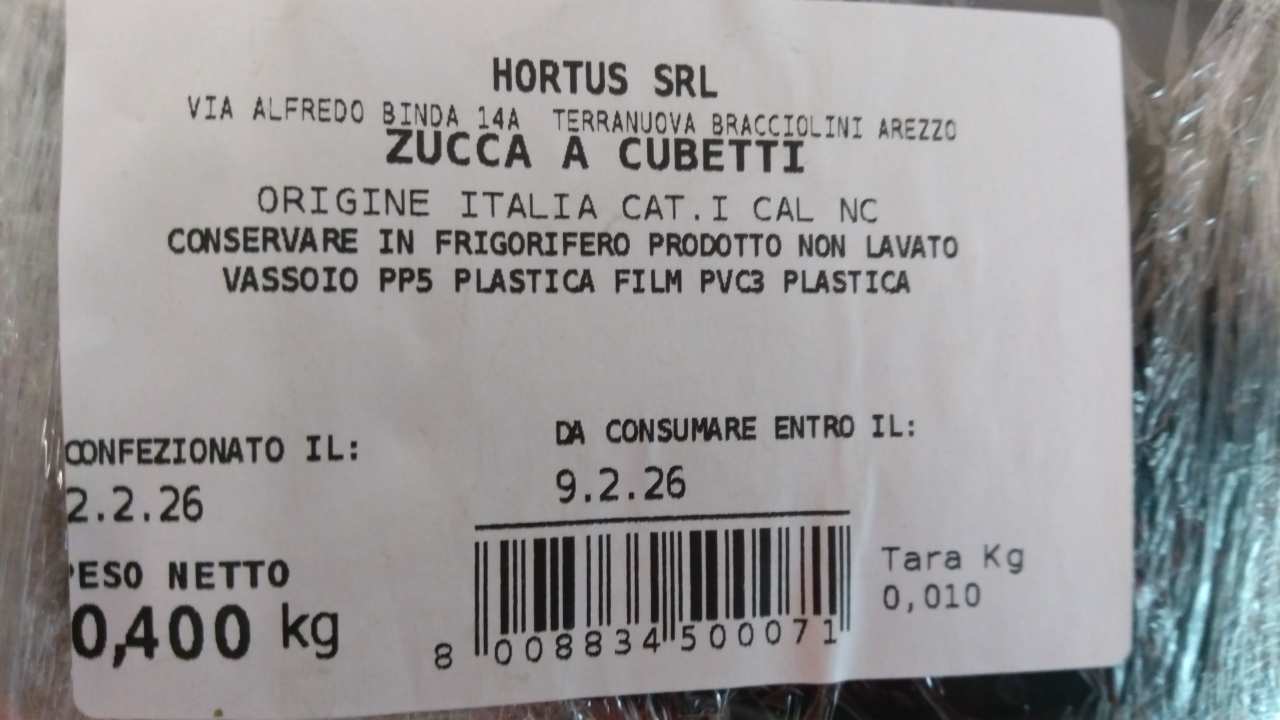 HORTUS SRL
VIA ALFREDO BINDA 14A TERRANUOVA BRACCIOLINI AREZZO
ZUCCA A CUBETTI
ORIGINE ITALIA CAT.I CAL NC
CONSERVARE IN FRIGORIFERO PRODOTTO NON LAVATO
VASSOIO PP5 PLASTICA FILM PVC3 PLASTICA
CONFEZIONATO IL:
2.2.26
DA CONSUMARE ENTRO IL:
9.2.26
PESO NETTO
0,400 kg
8 008834 500071
Tara Kg
0,010